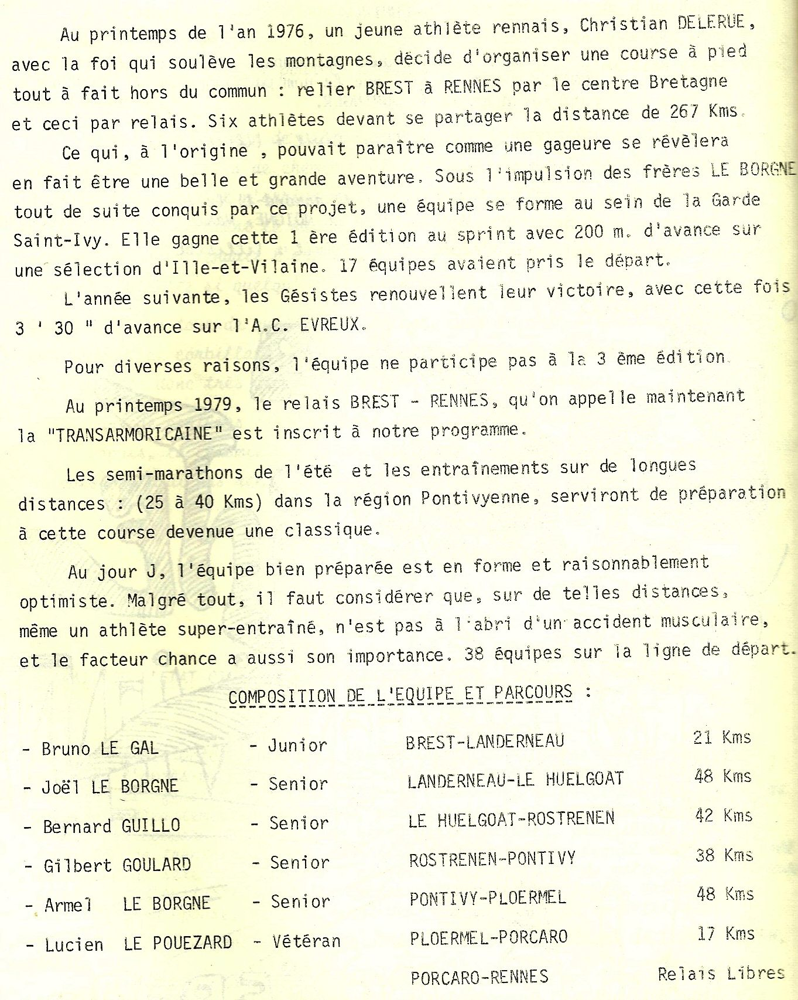 Au printemps de l'an 1976, un jeune athlète rennais, Christian DELERUE,
avec la foi qui soulève les montagnes, décide d'organiser une course à pied
tout à fait hors du commun : relier BREST à RENNES par le centre Bretagne
et ceci par relais. Six athlètes devant se partager la distance de 267 Kms.
Ce qui, à l'origine , pouvait paraître comme une gageure se révèlera
en fait être une belle et grande aventure. Sous l'impulsion des frères LE BORGNE
tout de suite conquis par ce projet, une équipe se forme au sein de la Garde
Saint-Ivy. Elle gagne cette 1 ère édition au sprint avec 200 m. d'avance sur
une sélection d'Ille-et-Vilaine. 17 équipes avaient pris le départ.
L'année suivante, les Gésistes renouvellent leur victoire, avec cette fois
3 ' 30 " d'avance sur l'A.C. EVREUX.
Pour diverses raisons, l'équipe ne participe pas à la 3 ème édition.
Au printemps 1979, le relais BREST - RENNES, qu'on appelle maintenant
la "TRANSARMORICAINE" est inscrit à notre programme.
Les semi-marathons de l'été et les entraînements sur de longues
distances : (25 à 40 Kms) dans la région Pontivyenne, serviront de préparation
à cette course devenue une classique.
Au jour J, l'équipe bien préparée est en forme et raisonnablement
optimiste. Malgré tout, il faut considérer que, sur de telles distances,
même un athlète super-entraîné, n'est pas à l'abri d'un accident musculaire,
et le facteur chance a aussi son importance. 38 équipes sur la ligne de départ.
COMPOSITION DE L'EQUIPE ET PARCOURS :
- Bruno LE GAL - Junior BREST-LANDERNEAU 21 Kms
- Joël LE BORGNE - Senior LANDERNEAU-LE HUELGOAT 48 Kms
- Bernard GUILLO - Senior LE HUELGOAT-ROSTRENEN 42 Kms
- Gilbert GOULARD - Senior ROSTRENEN-PONTIVY 38 Kms
- Armel LE BORGNE - Senior PONTIVY-PLOERMEL 48 Kms
- Lucien LE POUEZARD - Vétéran PLOERMEL-PORCARO 17 Kms
PORCARO-RENNES Relais Libres